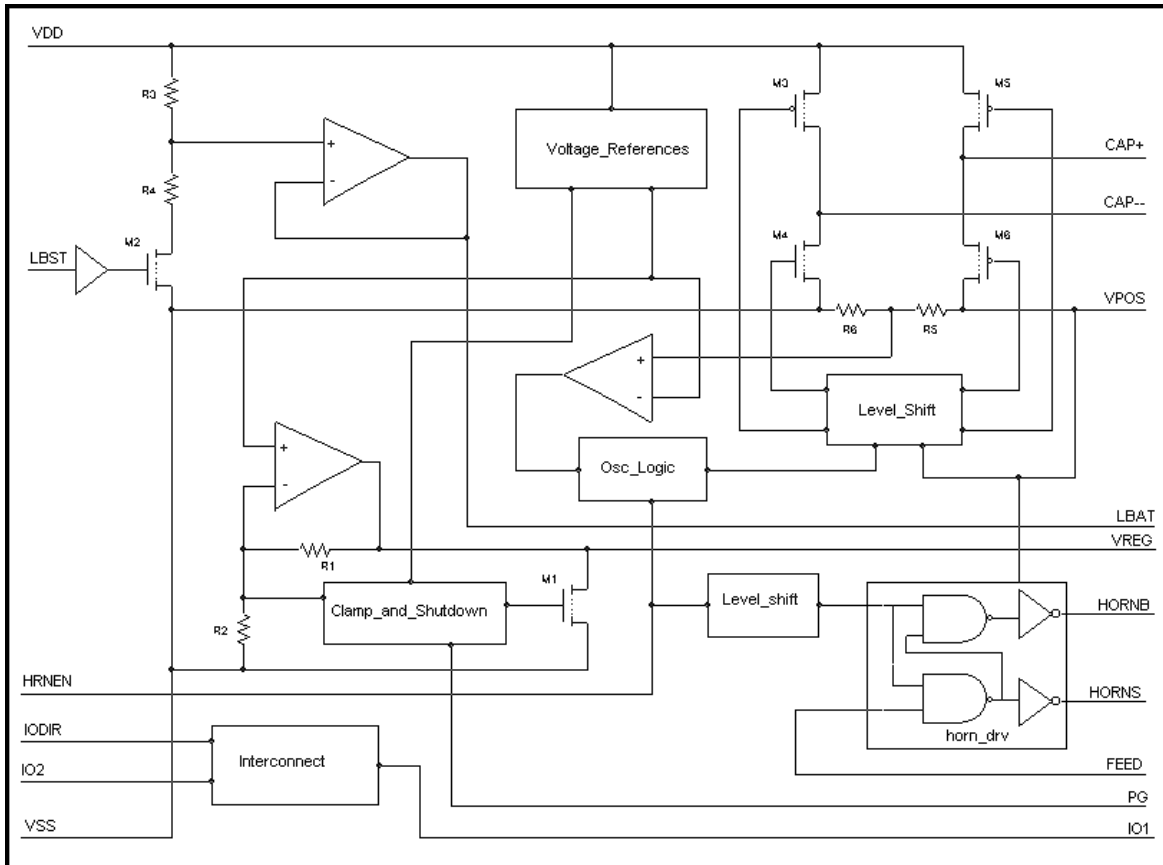 VDD
M3
M5
R3
Voltage_References
+
-
CAP+
R4
CAP--
M2
M4
M6
LBST
VPOS
R6
R5
+
-
Level_Shift
+
-
Osc_Logic
LBAT
VREG
R1
M1
Clamp_and_Shutdown
Level_shift
HORNB
R2
HRNEN
HORNS
IODIR
horn_drv
Interconnect
FEED
IO2
PG
VSS
IO1